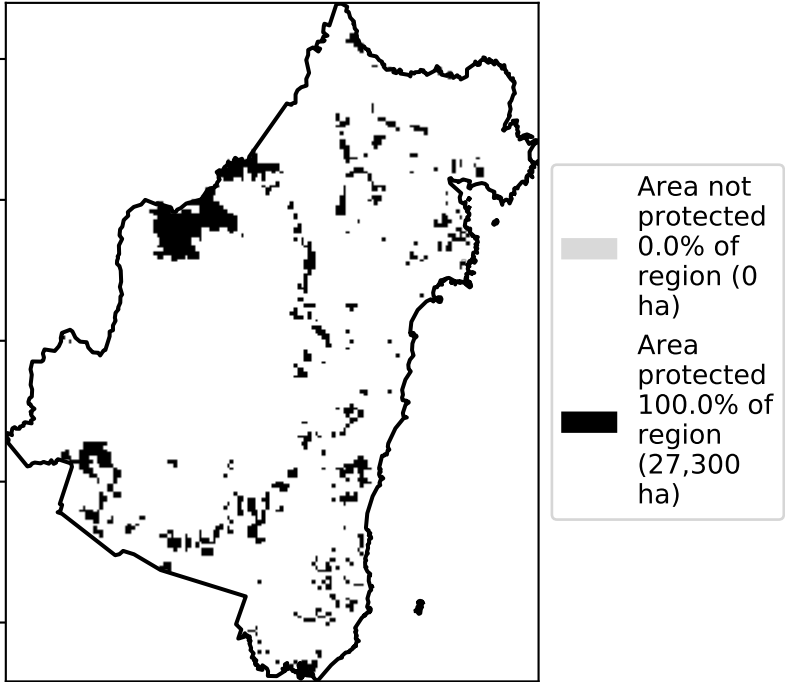 Area not
protected
0.0% of
region (0
ha)
Area
protected
100.0% of
region
(27,300
ha)